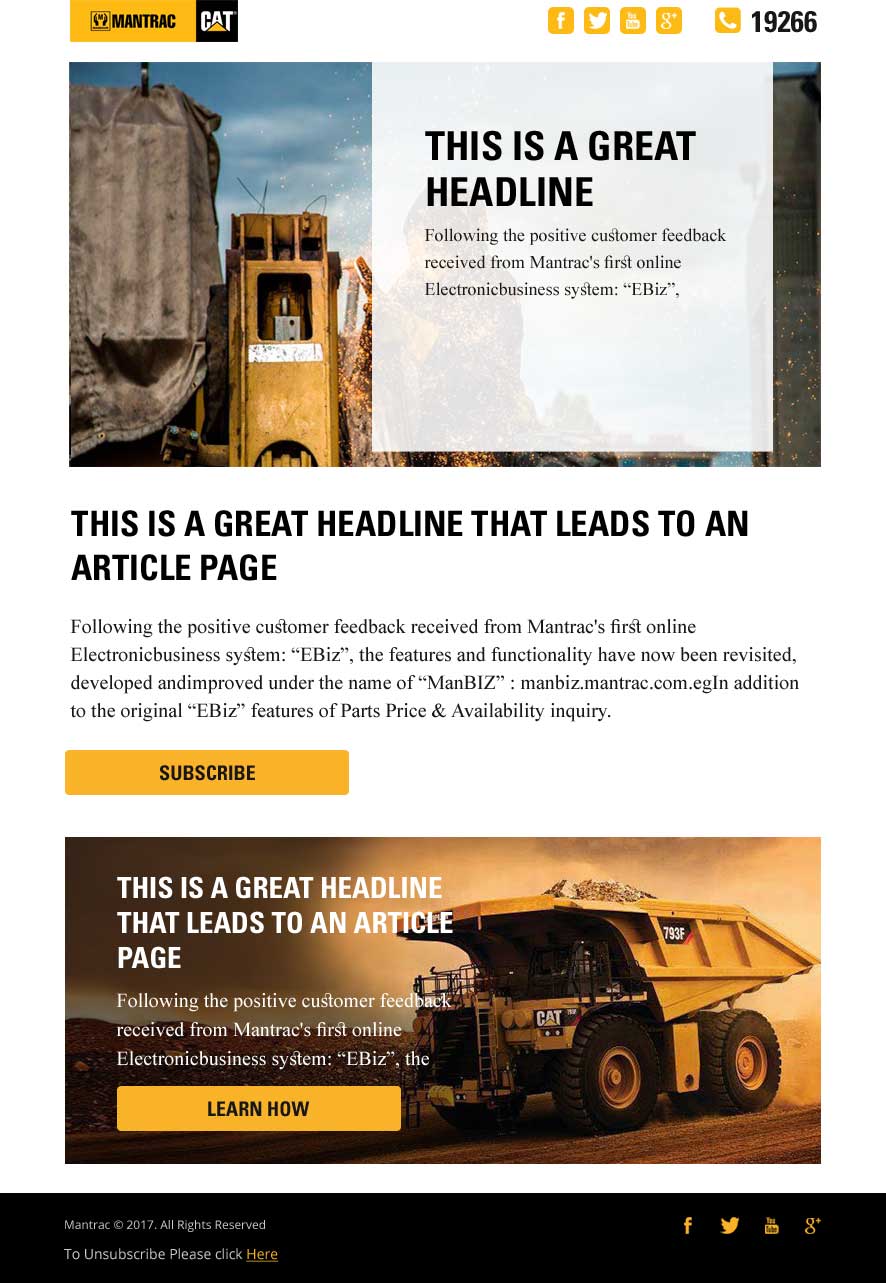 MANTRAC CAT
19266
THIS IS A GREAT
HEADLINE
Following the positive customer feedback
received from Mantrac's first online
Electronicbusiness system: “EBiz”,
THIS IS A GREAT HEADLINE THAT LEADS TO AN
ARTICLE PAGE
Following the positive customer feedback received from Mantrac's first online
Electronicbusiness system: “EBiz”, the features and functionality have now been revisited,
developed andimproved under the name of “ManBIZ” : manbiz.mantrac.com.egIn addition
to the original “EBiz” features of Parts Price & Availability inquiry.
SUBSCRIBE
THIS IS A GREAT HEADLINE
THAT LEADS TO AN ARTICLE
PAGE
Following the positive customer feedback
received from Mantrac's first online
Electronicbusiness system: “EBiz”, the
LEARN HOW
793F
CAT 793F
Mantrac © 2017. All Rights Reserved
You Tube
To Unsubscribe Please click Here